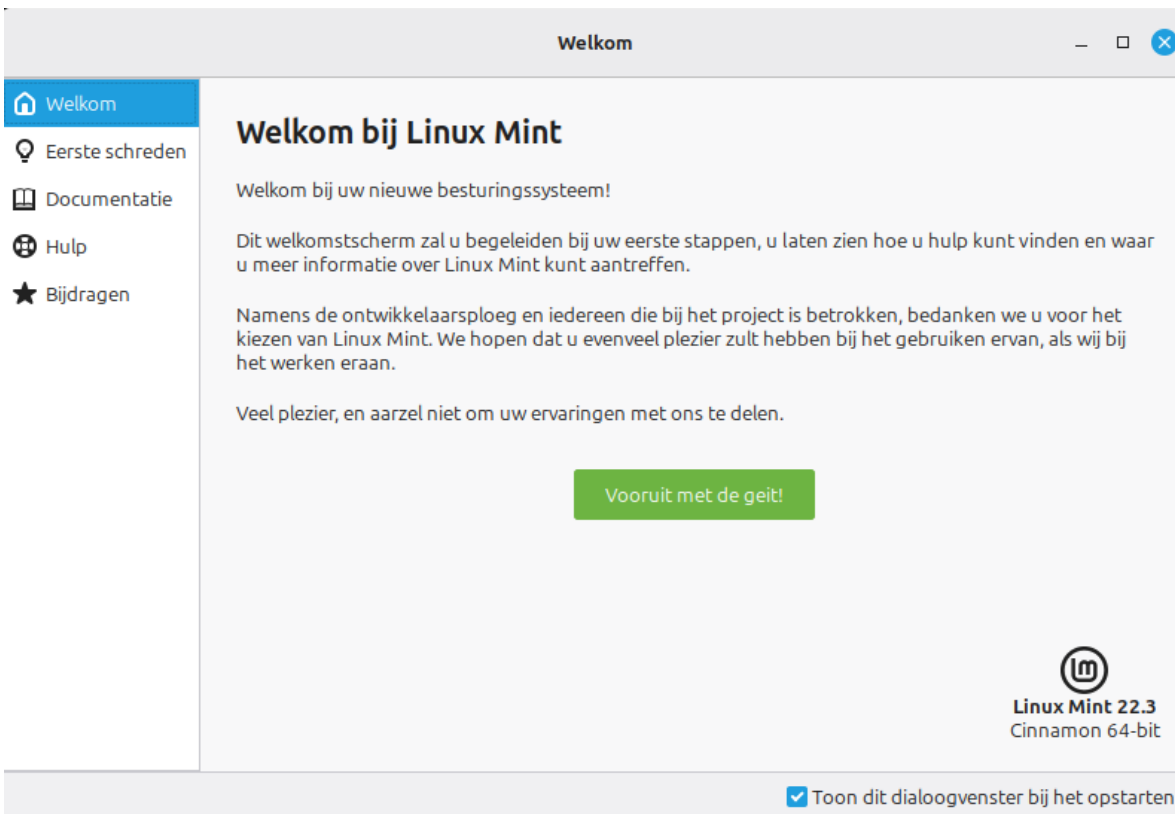 Welkom
Welkom
Eerste schreden
Documentatie
Hulp
Bijdragen
Welkom bij Linux Mint
Welkom bij uw nieuwe besturingssysteem!
Dit welkomstscherm zal u begeleiden bij uw eerste stappen, u laten zien hoe u hulp kunt vinden en waar
u meer informatie over Linux Mint kunt aantreffen.
Namens de ontwikkelaarsploeg en iedereen die bij het project is betrokken, bedanken we u voor het
kiezen van Linux Mint. We hopen dat u evenveel plezier zult hebben bij het gebruiken ervan, als wij bij
het werken eraan.
Veel plezier, en aarzel niet om uw ervaringen met ons te delen.
Vooruit met de geit!
lm
Linux Mint 22.3
Cinnamon 64-bit
Toon dit dialoogvenster bij het opstarten